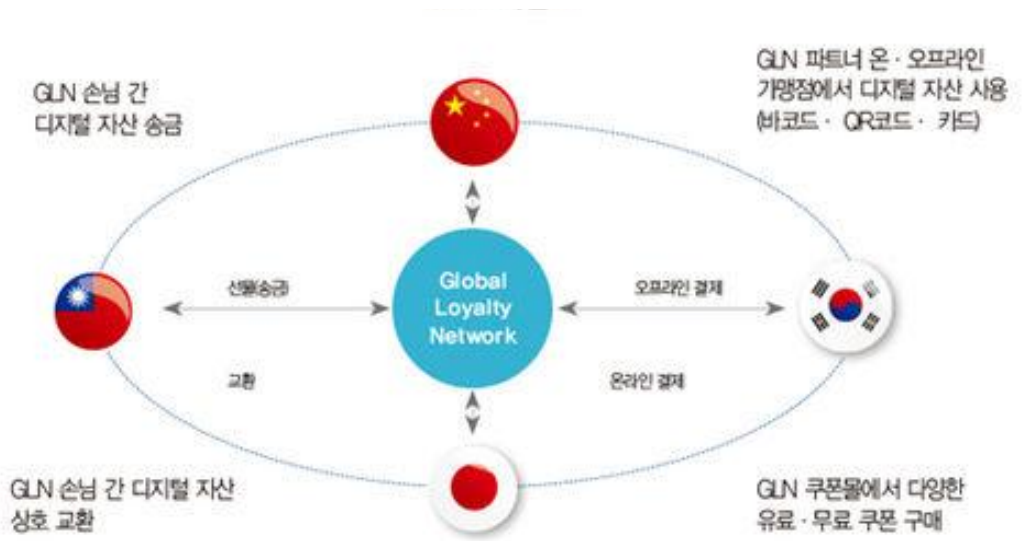 GLN 손님 간
디지털 자산 송금
GLN 파트너 온 · 오프라인
가맹점에서 디지털 자산 사용
(바코드 · QR코드 · 카드)
선물(송금)
Global
Loyalty
Network
오프라인 결제
교환
온라인 결제
GLN 손님 간 디지털 자산
상호 교환
GLN 쿠폰몰에서 다양한
유료 · 무료 쿠폰 구매